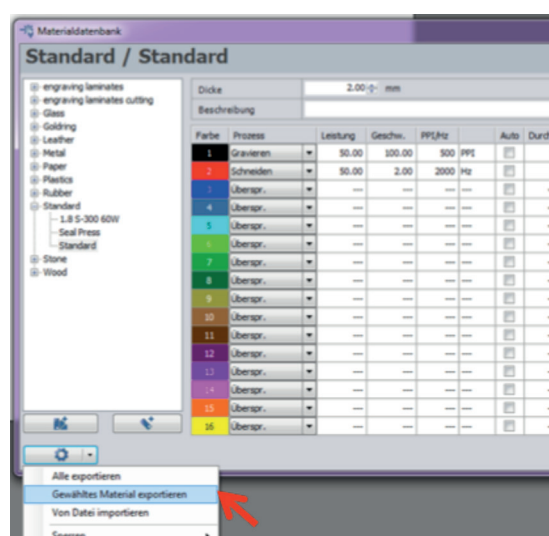 Materialdatenbank
Standard / Standard
engraving laminates
engraving laminates cutting
Glass
Goldring
Leather
Metal
Paper
Plastics
Rubber
Standard
1.8 S-300 60W
Seal Press
Standard
Stone
Wood
Dicke 2.00 mm
Beschreibung
Farbe Prozess Leistung Geschw. PPI/Hz Auto Durch
1 Gravieren 50.00 100.00 500 PPI
2 Schneiden 50.00 2.00 2000 Hz
3 Überspr. --- --- --- ---
4 Überspr. --- --- --- ---
5 Überspr. --- --- --- ---
6 Überspr. --- --- --- ---
7 Überspr. --- --- --- ---
8 Überspr. --- --- --- ---
9 Überspr. --- --- --- ---
10 Überspr. --- --- --- ---
11 Überspr. --- --- --- ---
12 Überspr. --- --- --- ---
13 Überspr. --- --- --- ---
14 Überspr. --- --- --- ---
15 Überspr. --- --- --- ---
16 Überspr. --- --- --- ---
Alle exportieren
Gewähltes Material exportieren
Von Datei importieren
Sperren